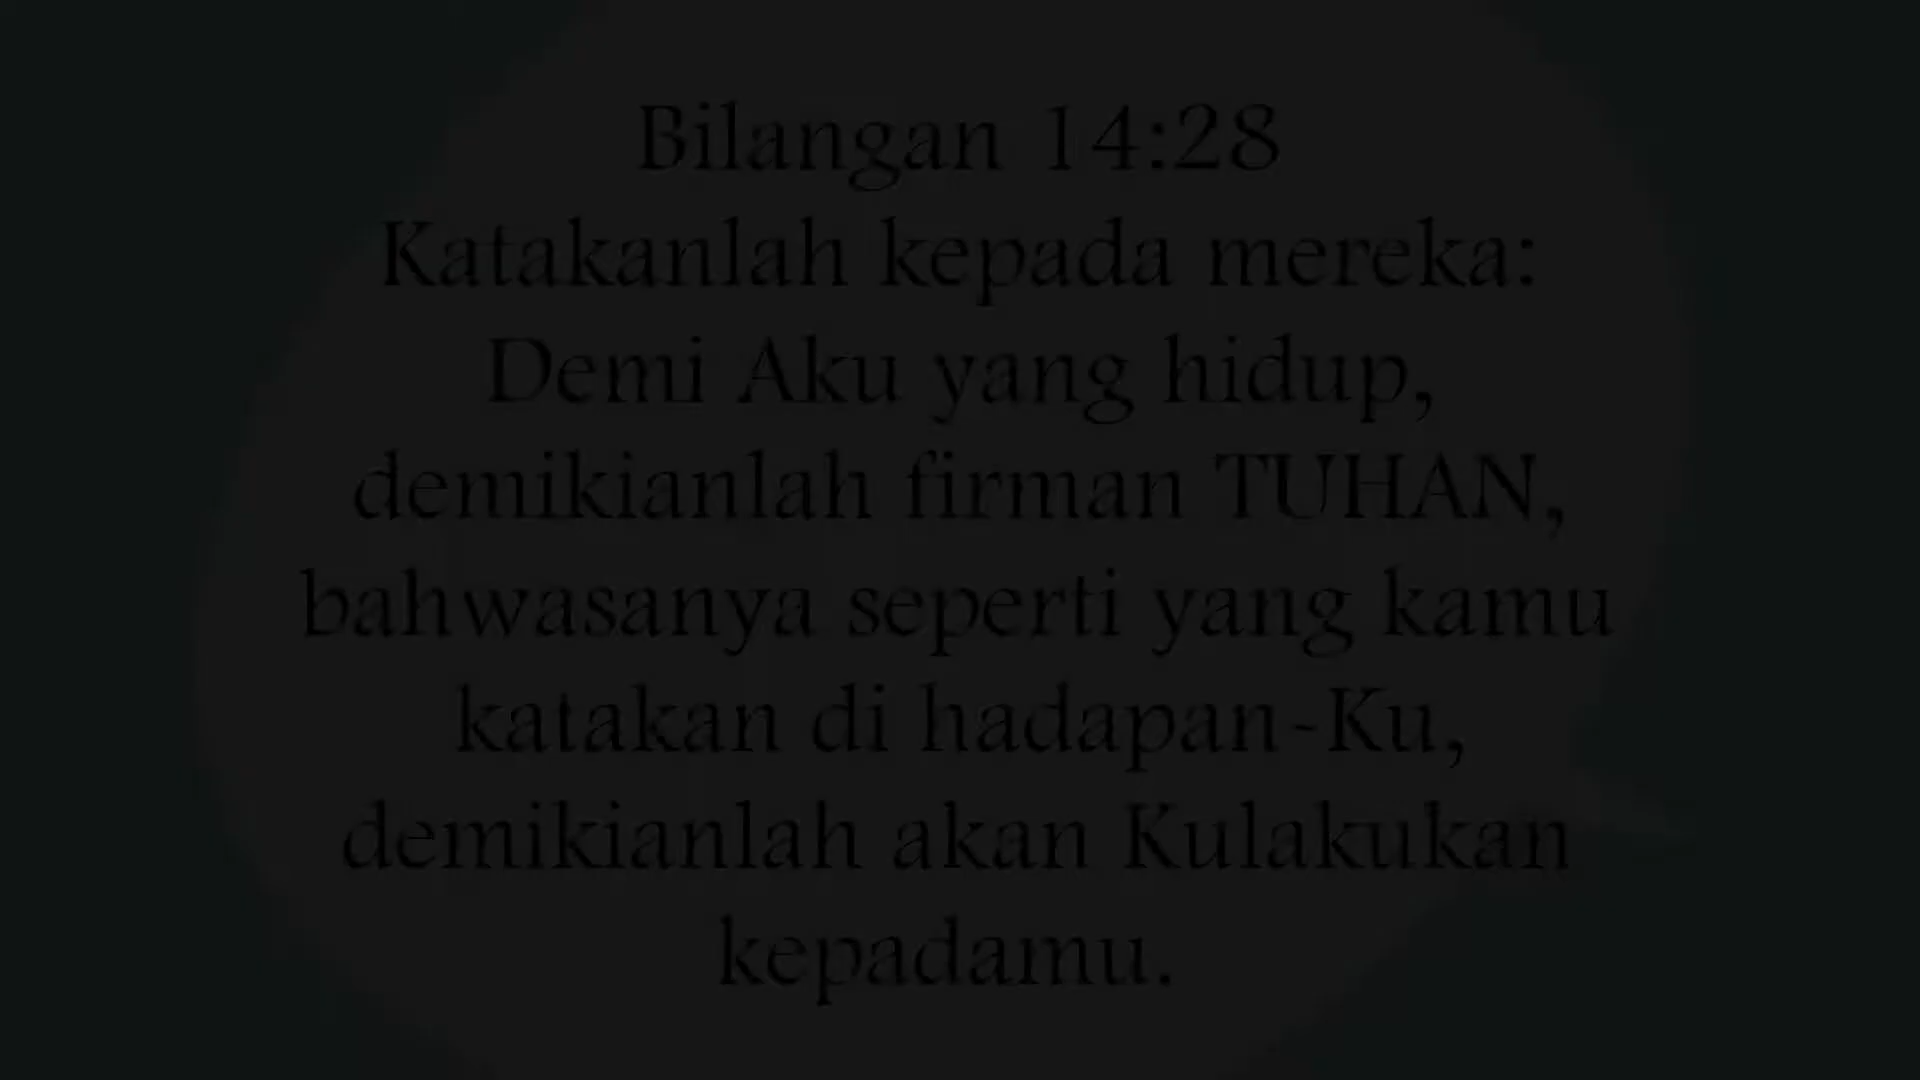 Bilangan 14:28
Katakanlah kepada mereka:
Demi Aku yang hidup,
demikianlah firman TUHAN,
bahwasanya seperti yang kamu
katakan di hadapan-Ku,
demikianlah akan Kulakukan
kepadamu.